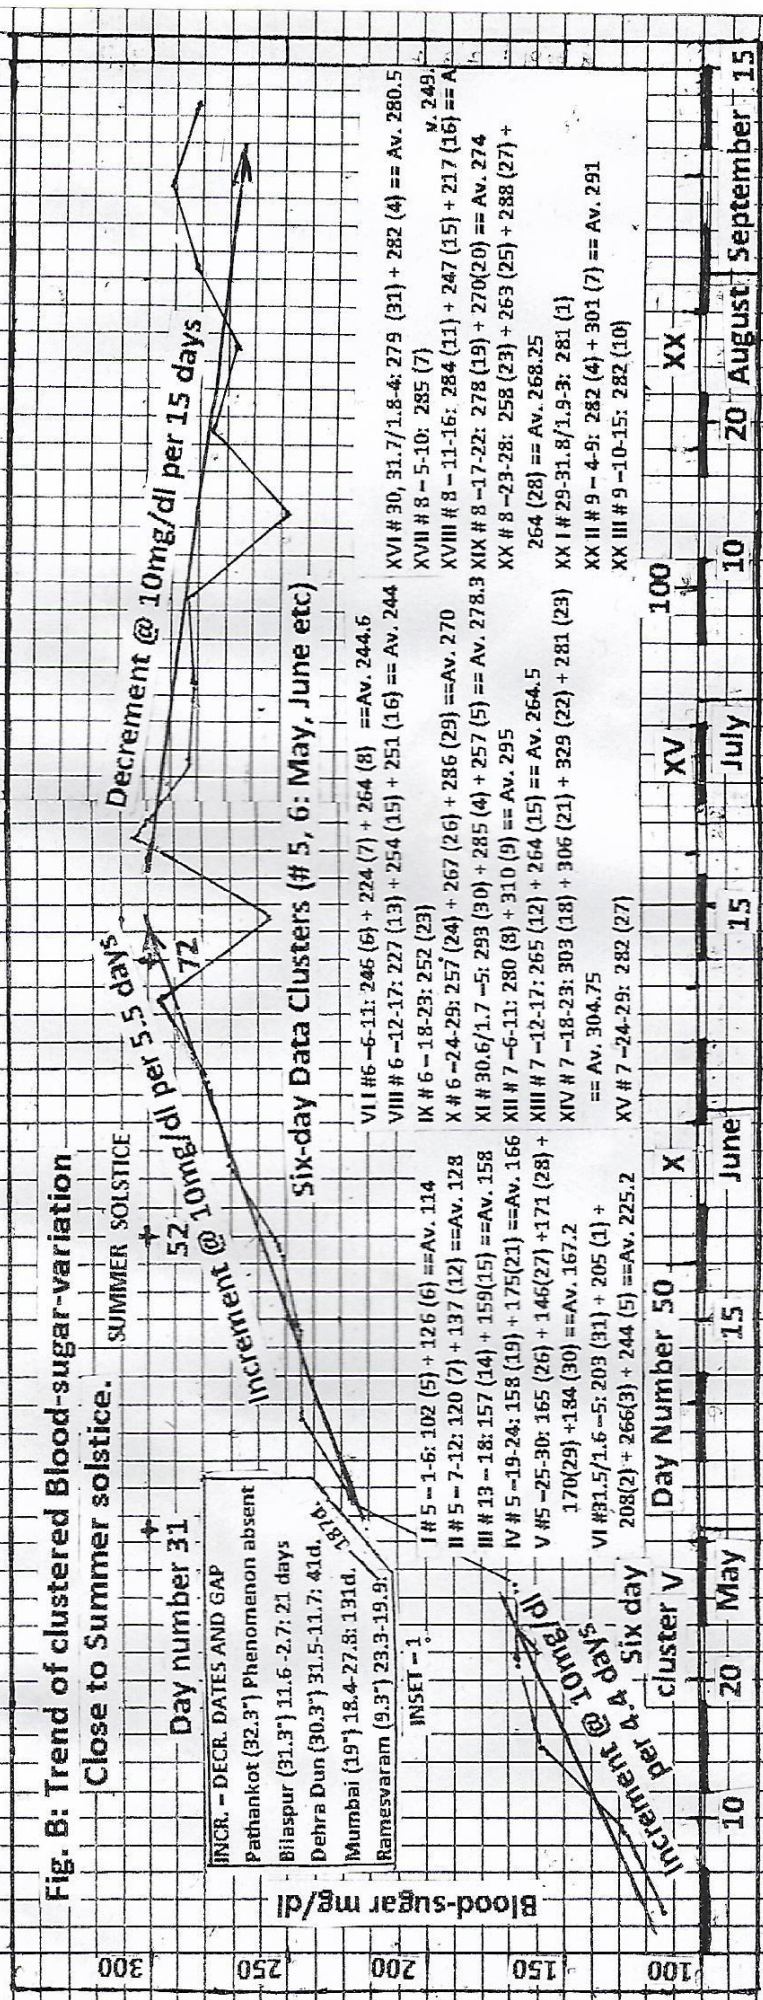 Fig. B: Trend of clustered Blood-sugar-variation
Close to Summer solstice.
SUMMER SOLSTICE
Day number 31
52
72
Increment @ 10mg/dl per 5.5 days
Decrement @ 10mg/dl per 15 days
INCR. – DECR. DATES AND GAP
Pathankot (32.3°) Phenomenon absent
Bilaspur (31.3°) 11.6 -2.7: 21 days
Dehra Dun (30.3°) 31.5-11.7: 41d.
Mumbai (19°) 18.4-27.8: 131d.
Ramesvaram (9.3°) 23.3-19.9:
187d.
INSET – 1
Six-day Data Clusters (# 5, 6: May, June etc)
I # 5 – 1-6: 102 (5) + 126 (6) ==Av. 114
II # 5 – 7-12: 120 (7) + 137 (12) ==Av. 128
III # 13 – 18: 157 (14) + 159(15) ==Av. 158
IV # 5 –19-24: 158 (19) + 175(21) ==Av. 166
V #5 –25-30: 165 (26) + 146(27) +171 (28) +
170(29) +184 (30) ==Av. 167.2
VI #31.5/1.6 –5: 203 (31) + 205 (1) +
208(2) + 266(3) + 244 (5) ==Av. 225.2
VII #6 –6-11: 246 (6) + 224 (7) + 264 (8) ==Av. 244.6
VIII # 6 –12-17: 227 (13) + 254 (15) + 251 (16) == Av. 244
IX # 6 – 18-23: 252 (23)
X # 6 –24-29: 257 (24) + 267 (26) + 286 (29) ==Av. 270
XI # 30.6/1.7 –5: 293 (30) + 285 (4) + 257 (5) == Av. 278.3
XII # 7 –6-11: 280 (8) + 310 (9) == Av. 295
XIII # 7 –12-17: 265 (12) + 264 (15) == Av. 264.5
XIV # 7 –18-23: 303 (18) + 306 (21) + 329 (22) + 281 (23)
== Av. 304.75
XV # 7 –24-29: 282 (27)
XVI # 30, 31.7/1.8-4: 279 (31) + 282 (4) == Av. 280.5
XVII # 8 – 5-10: 285 (7)
XVIII # 8 – 11-16: 284 (11) + 247 (15) + 217 (16) == A
v. 249.
XIX # 8 –17-22: 278 (19) + 270(20) == Av. 274
XX # 8 –23-28: 258 (23) + 263 (25) + 288 (27) +
264 (28) == Av. 268.25
XX I # 29-31.8/1.9-3: 281 (1)
XX II # 9 – 4-9: 282 (4) + 301 (7) == Av. 291
XX III # 9 –10-15: 282 (10)
Blood-sugar mg/dl
300
250
200
150
100
Increment @ 10mg/dl
per 4.4 days
Six day
cluster V
X
XV
XX
Day Number 50
100
10
20
May
15
June
15
July
10
20
August
September
15